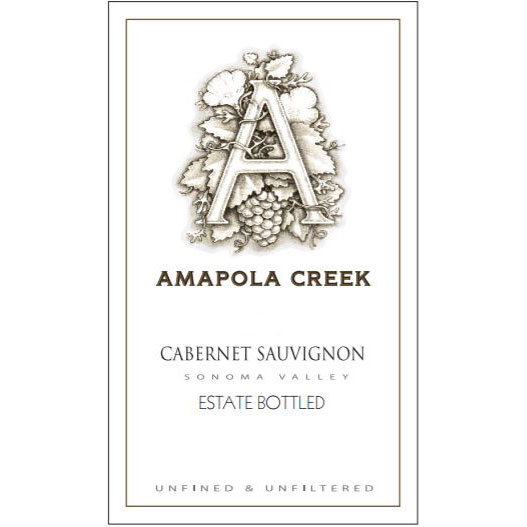 A
AMAPOLA CREEK
CABERNET SAUVIGNON
SONOMA VALLEY
ESTATE BOTTLED
UNFINED & UNFILTERED